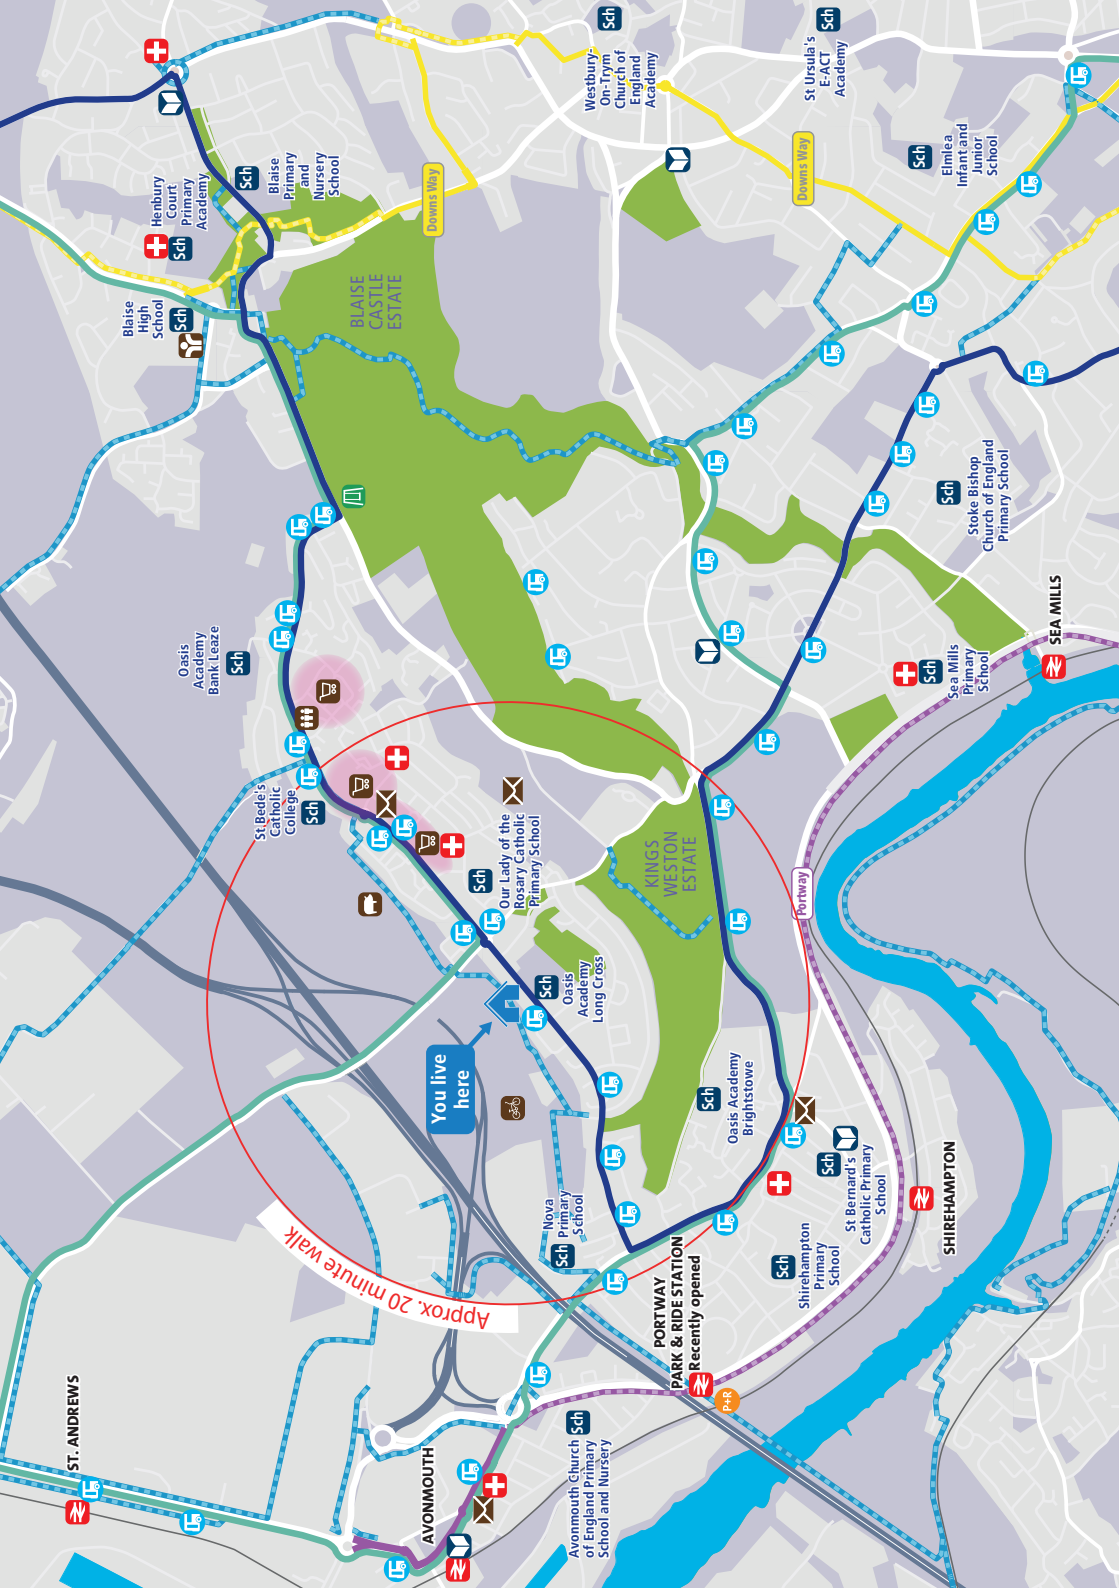 Sch
Westbury-
On-Trym
Church of
England
Academy
Sch
St Ursula's
E-ACT
Academy
Henbury
Court
Primary
Academy
Sch
Sch
Blaise
Primary
and
Nursery
School
Downs Way
Downs Way
Sch
Elmlea
Infant and
Junior
School
Blaise
High
School
Sch
BLAISE
CASTLE
ESTATE
Sch
Stoke Bishop
Church of England
Primary School
Oasis
Academy
Bank Leaze
Sch
SEA MILLS
Sch
Sea Mills
Primary
School
St Bede's
Catholic
College
Sch
Sch
Our Lady of the
Rosary Catholic
Primary School
KINGS
WESTON
ESTATE
Portway
Sch
Oasis
Academy
Long Cross
You live
here
Sch
Oasis Academy
Brightstowe
Sch
St Bernard's
Catholic Primary
School
SHIREHAMPTON
Nova
Primary
School
Sch
Sch
Shirehampton
Primary
School
Approx. 20 minute walk
PORTWAY
PARK & RIDE STATION
Recently opened
P+R
ST. ANDREWS
AVONMOUTH
Sch
Avonmouth Church
of England Primary
School and Nursery